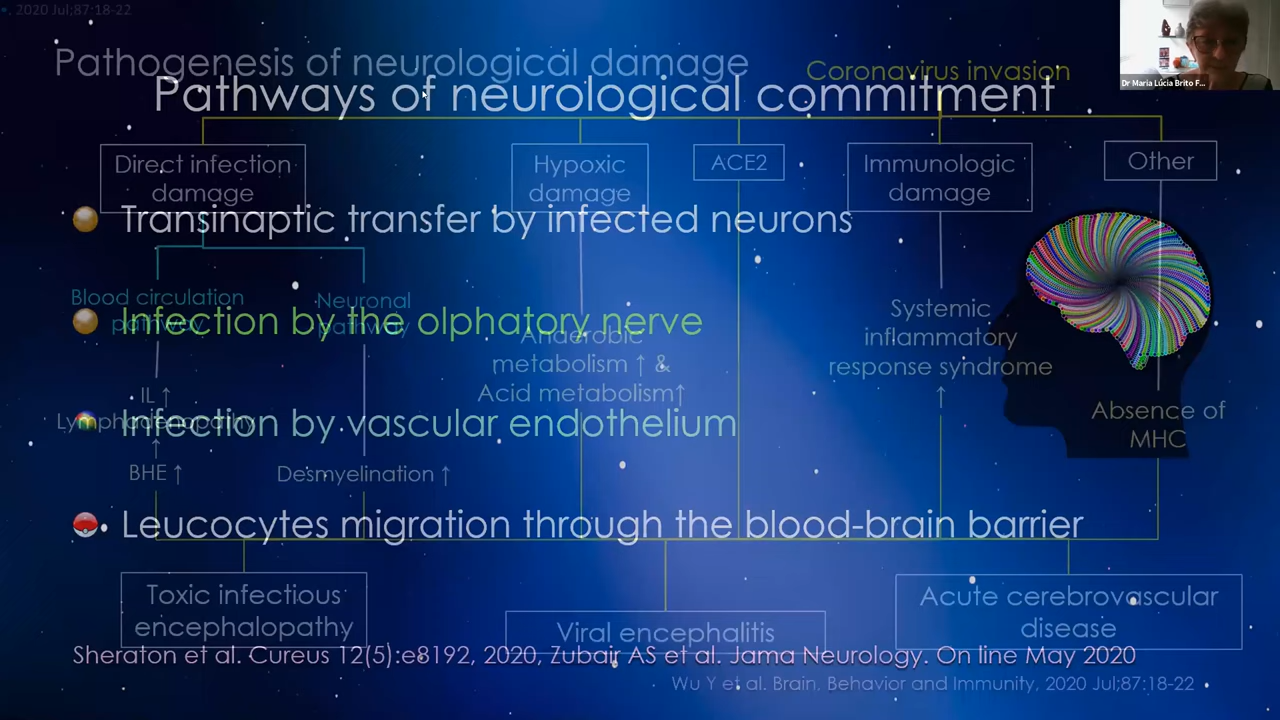 . 2020 Jul;87:18-22
Pathogenesis of neurological damage
Coronavirus invasion
Pathways of neurological commitment
Dr Maria Lúcia Brito F...
Direct infection
damage
Hypoxic
damage
ACE2
Immunologic
damage
Other
Transinaptic transfer by infected neurons
Blood circulation
pathway
Neuronal
pathway
Infection by the olphatory nerve
Anaerobic
metabolism ↑ &
Acid metabolism↑
Systemic
inflammatory
response syndrome
↑
IL ↑
Lymphadenopathy
↑
BHE ↑
Infection by vascular endothelium
Absence of
MHC
Desmyelination ↑
Leucocytes migration through the blood-brain barrier
Toxic infectious
encephalopathy
Viral encephalitis
Acute cerebrovascular
disease
Sheraton et al. Cureus 12(5):e8192, 2020, Zubair AS et al. Jama Neurology. On line May 2020
Wu Y et al. Brain, Behavior and Immunity, 2020 Jul;87:18-22